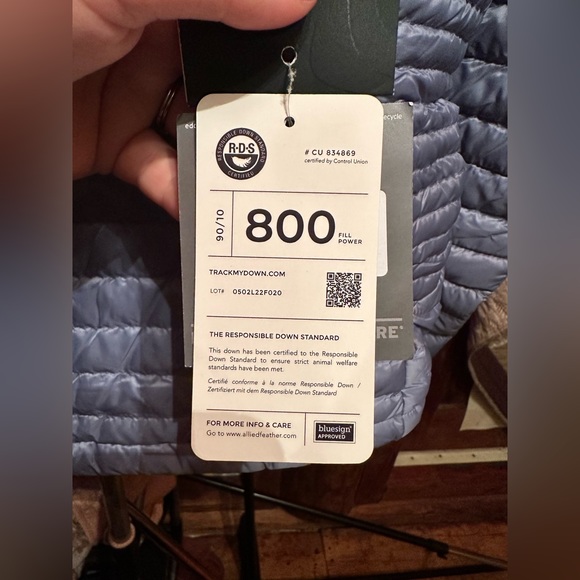 RESPONSIBLE DOWN STANDARD
R·D·S
CERTIFIED
# CU 834869
certified by Control Union
90/10
800 FILL
POWER
TRACKMYDOWN.COM
LOT# 0502L22F020
THE RESPONSIBLE DOWN STANDARD
This down has been certified to the Responsible
Down Standard to ensure strict animal welfare
standards have been met.
Certifié conforme à la norme Responsible Down /
Zertifiziert mit dem Responsible Down Standard
FOR MORE INFO & CARE
Go to www.alliedfeather.com
bluesign®
APPROVED